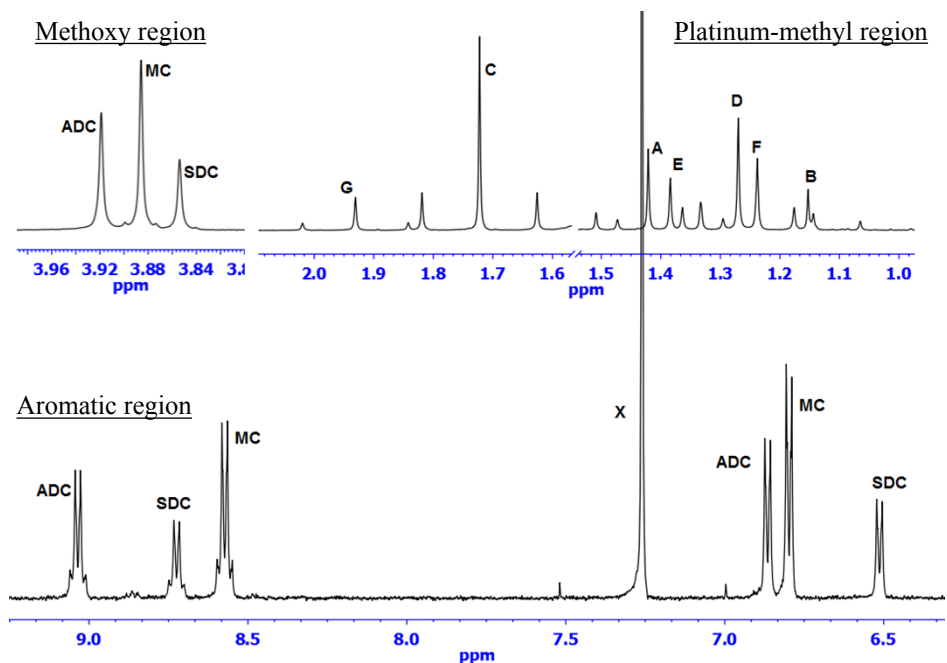 Methoxy region
Platinum-methyl region
MC
ADC
SDC
C
D
A
F
E
B
G
3.96 3.92 3.88 3.84 3.8
ppm
2.0 1.9 1.8 1.7 1.6 1.5 1.4 1.3 1.2 1.1 1.0
ppm ppm
Aromatic region
MC
MC
X
ADC
ADC
SDC
SDC
9.0 8.5 8.0 7.5 7.0 6.5
ppm